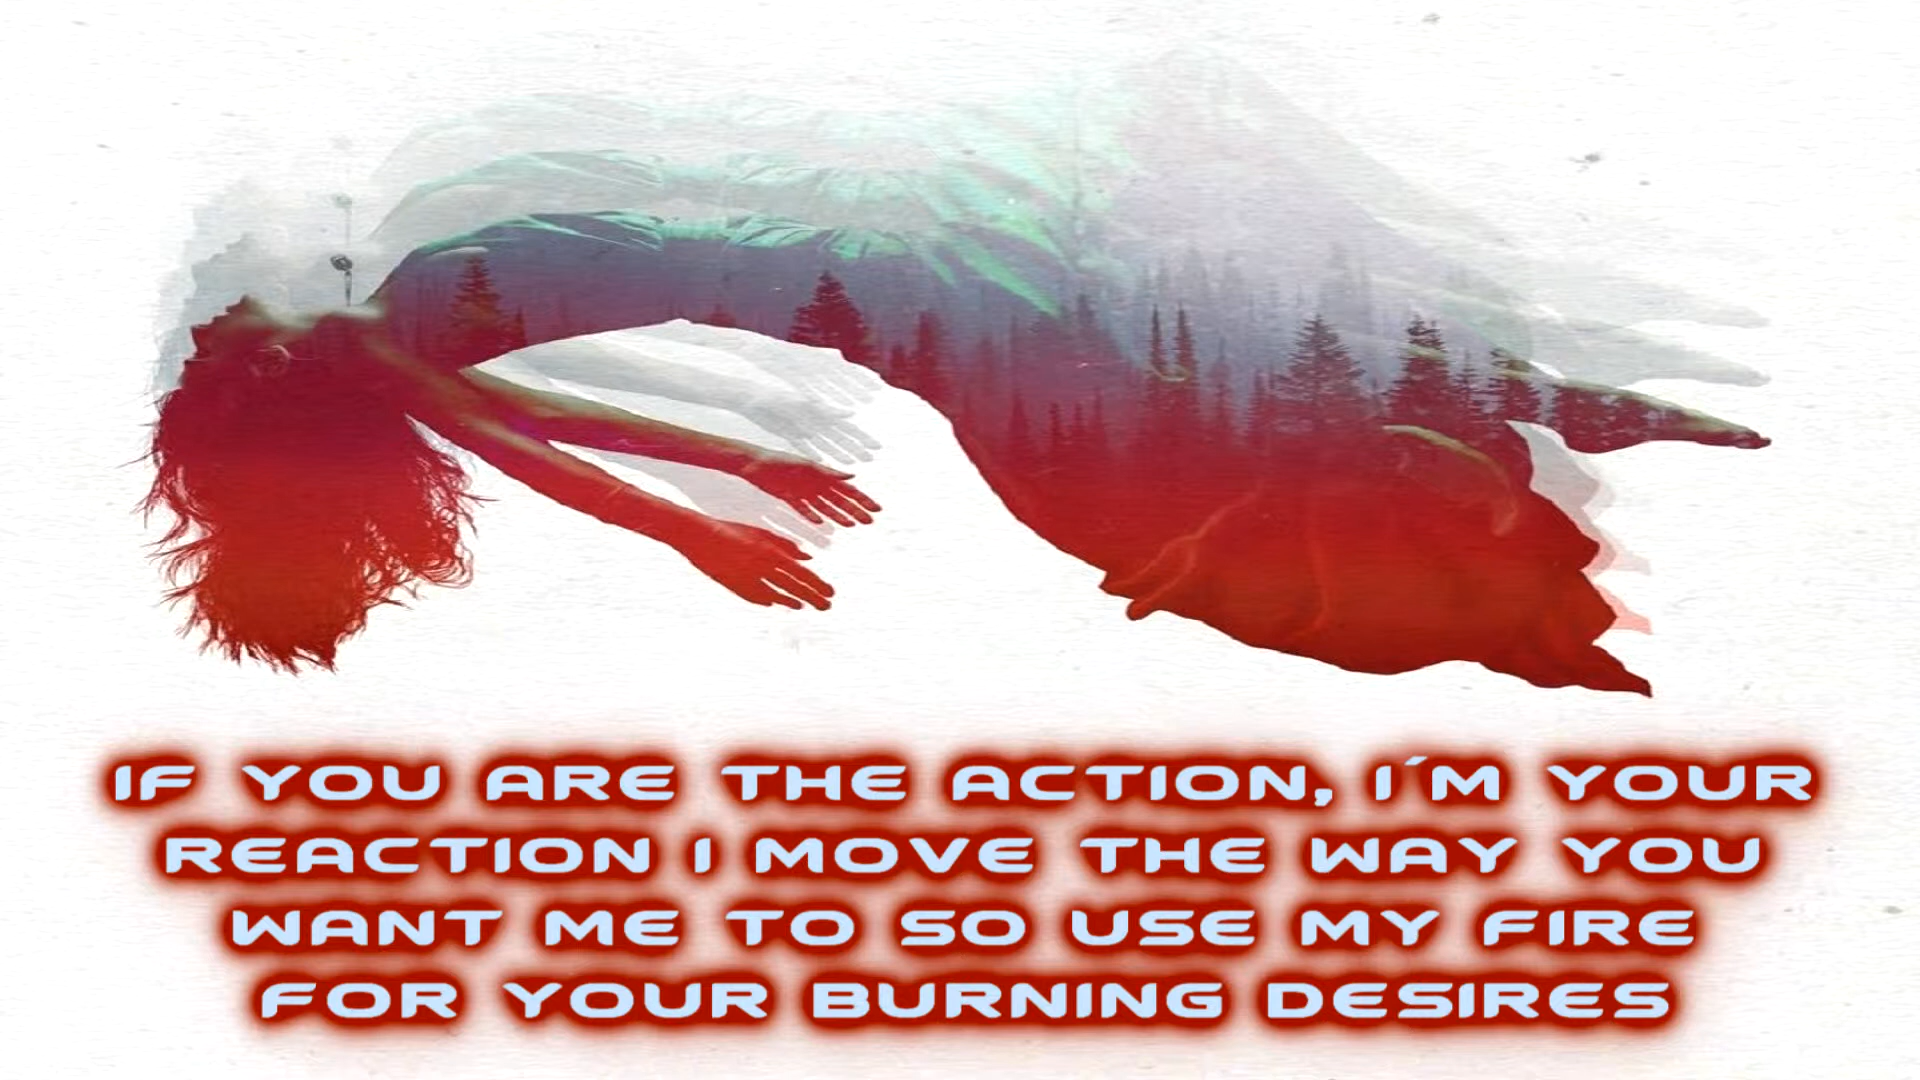 IF YOU ARE THE ACTION, I´M YOUR
REACTION I MOVE THE WAY YOU
WANT ME TO SO USE MY FIRE
FOR YOUR BURNING DESIRES